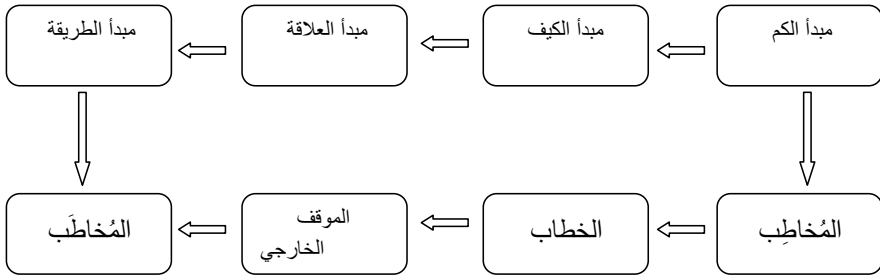 مبدأ الكم
مبدأ الكيف
مبدأ العلاقة
مبدأ الطريقة
المُخاطِب
الخطاب
الموقف
الخارجي
المُخاطَب